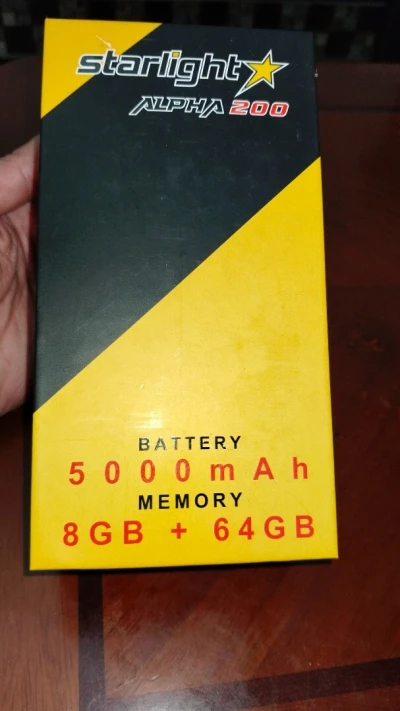 starlight
ALPHA 200
BATTERY
5000mAh
MEMORY
8GB + 64GB